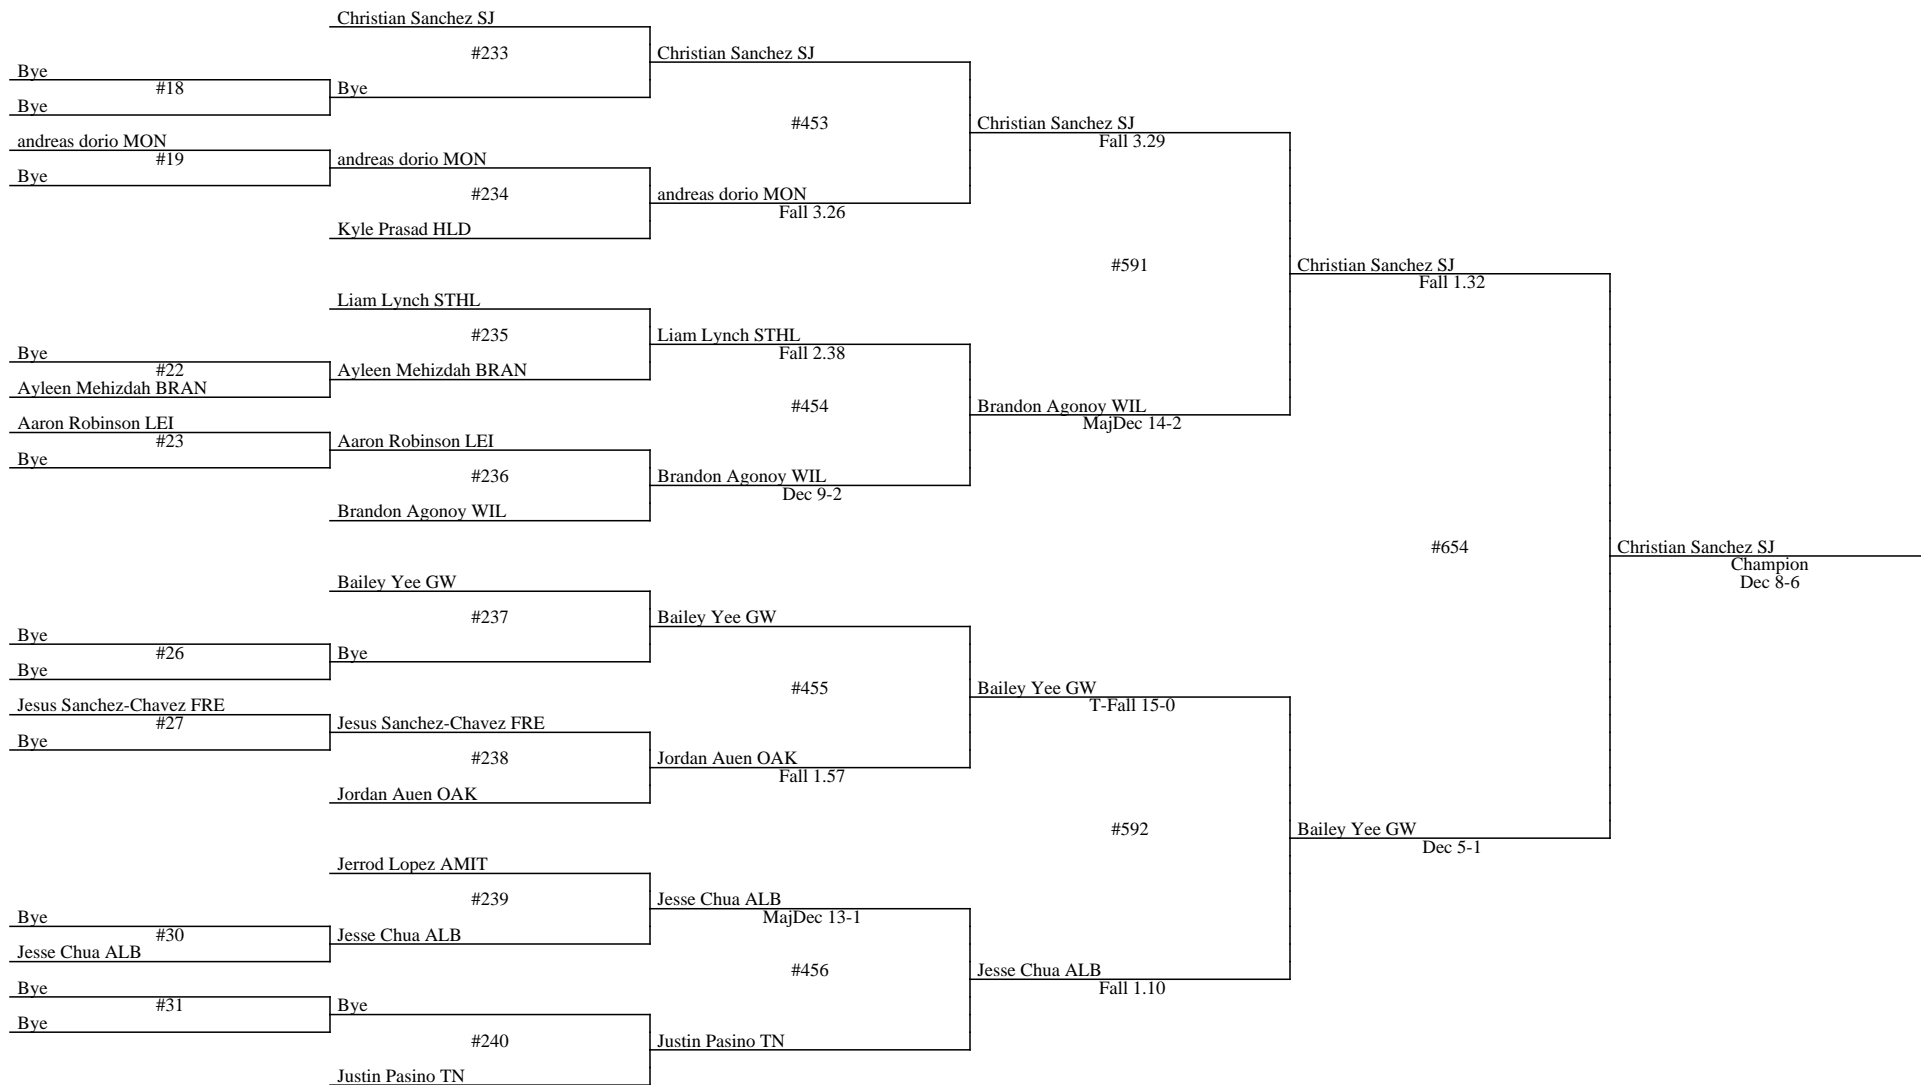 Christian Sanchez SJ
#233
Christian Sanchez SJ
Bye
#18
Bye
Bye
andreas dorio MON
#453
Christian Sanchez SJ
Fall 3.29
#19
andreas dorio MON
Bye
#234
andreas dorio MON
Fall 3.26
Kyle Prasad HLD
#591
Christian Sanchez SJ
Fall 1.32
Liam Lynch STHL
#235
Liam Lynch STHL
Fall 2.38
Bye
#22
Ayleen Mehizdah BRAN
Ayleen Mehizdah BRAN
#454
Brandon Agonoy WIL
MajDec 14-2
Aaron Robinson LEI
#23
Aaron Robinson LEI
Bye
#236
Brandon Agonoy WIL
Dec 9-2
Brandon Agonoy WIL
#654
Christian Sanchez SJ
Champion
Dec 8-6
Bailey Yee GW
#237
Bailey Yee GW
Bye
#26
Bye
Bye
#455
Bailey Yee GW
T-Fall 15-0
Jesus Sanchez-Chavez FRE
#27
Jesus Sanchez-Chavez FRE
Bye
#238
Jordan Auen OAK
Fall 1.57
Jordan Auen OAK
#592
Bailey Yee GW
Dec 5-1
Jerrod Lopez AMIT
#239
Jesse Chua ALB
MajDec 13-1
Bye
#30
Jesse Chua ALB
Jesse Chua ALB
#456
Jesse Chua ALB
Fall 1.10
Bye
#31
Bye
Bye
#240
Justin Pasino TN
Justin Pasino TN